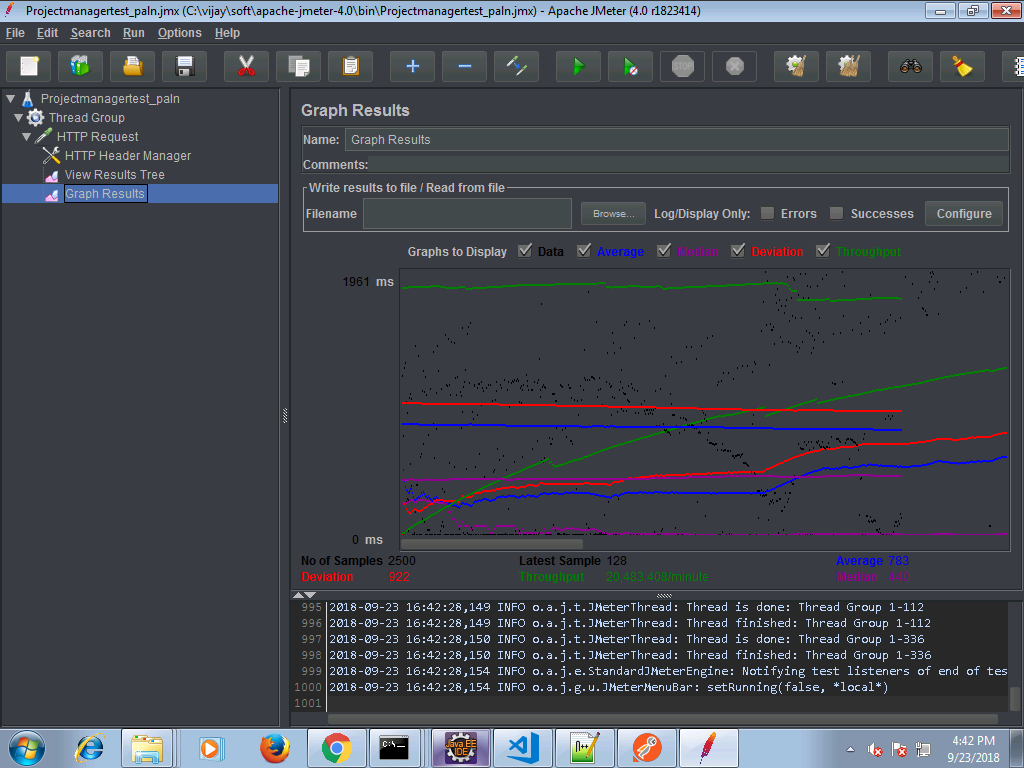 Projectmanagertest_paln.jmx (C:\vijay\soft\apache-jmeter-4.0\bin\Projectmanagertest_paln.jmx) - Apache JMeter (4.0 r1823414)
File Edit Search Run Options Help
STOP
Projectmanagertest_paln
Thread Group
HTTP Request
HTTP Header Manager
View Results Tree
Graph Results
Graph Results
Name: Graph Results
Comments:
Write results to file / Read from file
Filename Browse... Log/Display Only: Errors Successes Configure
Graphs to Display Data Average Median Deviation Throughput
1961 ms
0 ms
No of Samples 2500 Latest Sample 128 Average 783
Deviation 922 Throughput 20,483.408/minute Median 640
995 2018-09-23 16:42:28,149 INFO o.a.j.t.JMeterThread: Thread is done: Thread Group 1-112
996 2018-09-23 16:42:28,149 INFO o.a.j.t.JMeterThread: Thread finished: Thread Group 1-112
997 2018-09-23 16:42:28,150 INFO o.a.j.t.JMeterThread: Thread is done: Thread Group 1-336
998 2018-09-23 16:42:28,150 INFO o.a.j.t.JMeterThread: Thread finished: Thread Group 1-336
999 2018-09-23 16:42:28,154 INFO o.a.j.e.StandardJMeterEngine: Notifying test listeners of end of tes
1000 2018-09-23 16:42:28,154 INFO o.a.j.g.u.JMeterMenuBar: setRunning(false, *local*)
1001
C:\_
Java EE
IDE
4:42 PM
9/23/2018